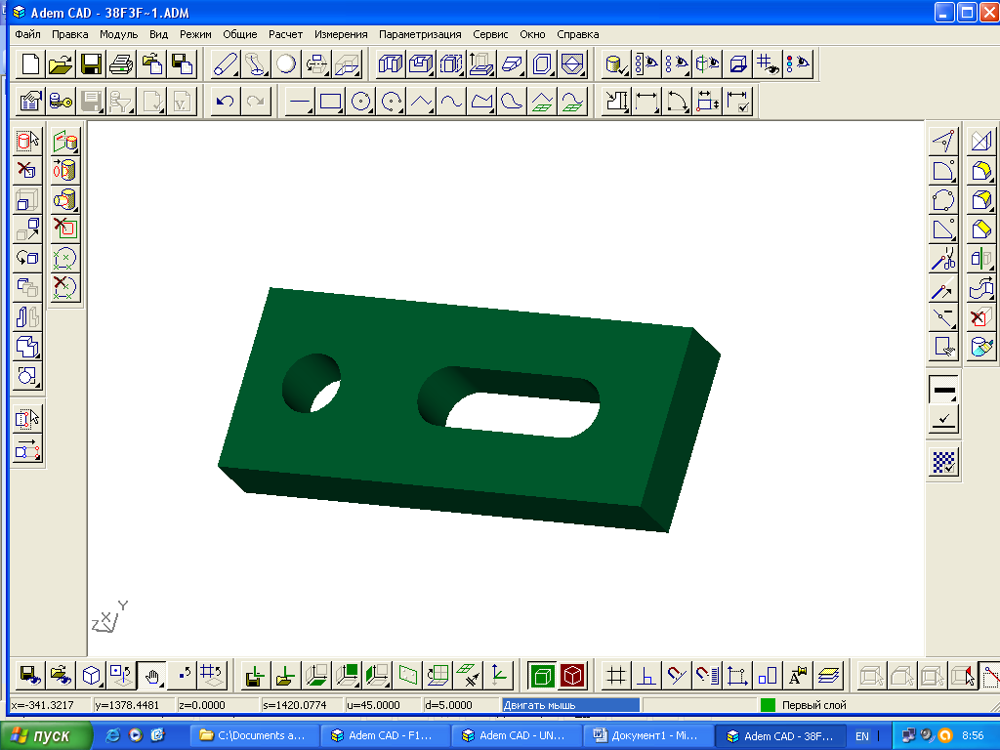 Adem CAD - 38F3F~1.ADM
Файл Правка Модуль Вид Режим Общие Расчет Измерения Параметризация Сервис Окно Справка
Y
X
Z
x=-341.3217 y=1378.4481 z=0.0000 s=1420.0774 u=45.0000 d=5.0000 Двигать мышь Первый слой
пуск C:\Documents a... Adem CAD - F1... Adem CAD - UN... Документ1 - Mi... Adem CAD - 38F... EN 8:56